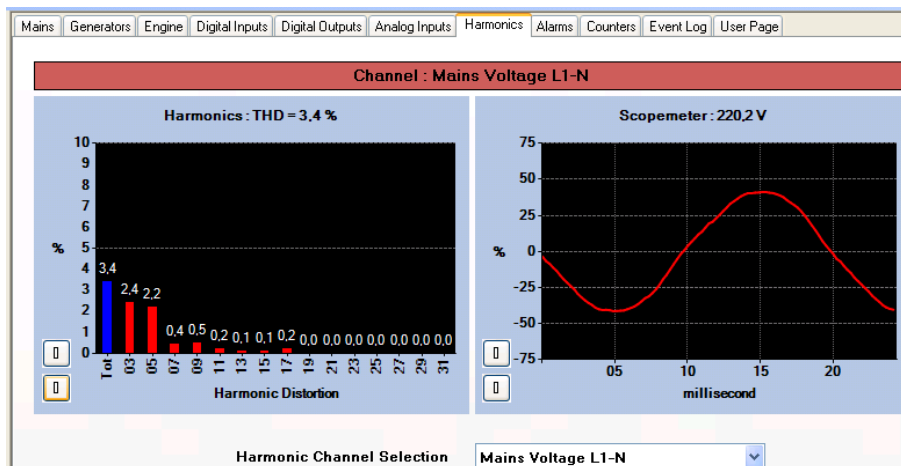 Mains Generators Engine Digital Inputs Digital Outputs Analog Inputs Harmonics Alarms Counters Event Log User Page
Channel : Mains Voltage L1-N
Harmonics : THD = 3,4 %
10
9
8
7
6
%
5
4
3
2
1
0
3,4 2,4 2,2 0,4 0,5 0,2 0,1 0,1 0,2 0,0 0,0 0,0 0,0 0,0 0,0 0,0
Tot 03 05 07 09 11 13 15 17 19 21 23 25 27 29 31
Harmonic Distortion
Scopemeter : 220,2 V
75
50
25
%
0
-25
-50
-75
05 10 15 20
millisecond
Harmonic Channel Selection Mains Voltage L1-N